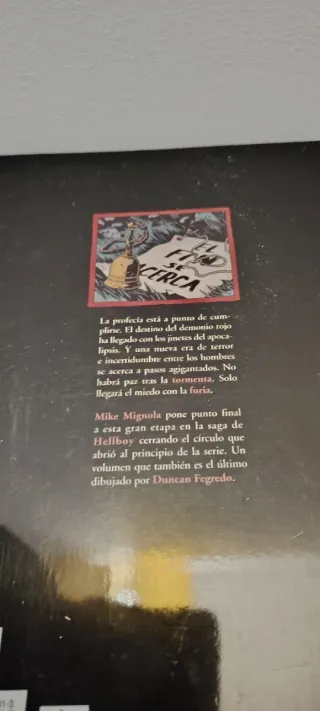 EL
FIN
SE
ACERCA
La profecía está a punto de cum-
plirse. El destino del demonio rojo
ha llegado con los jinetes del apoca-
lipsis. Y una nueva era de terror
e incertidumbre entre los hombres
se acerca a pasos agigantados. No
habrá paz tras la tormenta. Solo
llegará el miedo con la furia.
Mike Mignola pone punto final
a esta gran etapa en la saga de
Hellboy cerrando el círculo que
abrió al principio de la serie. Un
volumen que también es el último
dibujado por Duncan Fegredo.